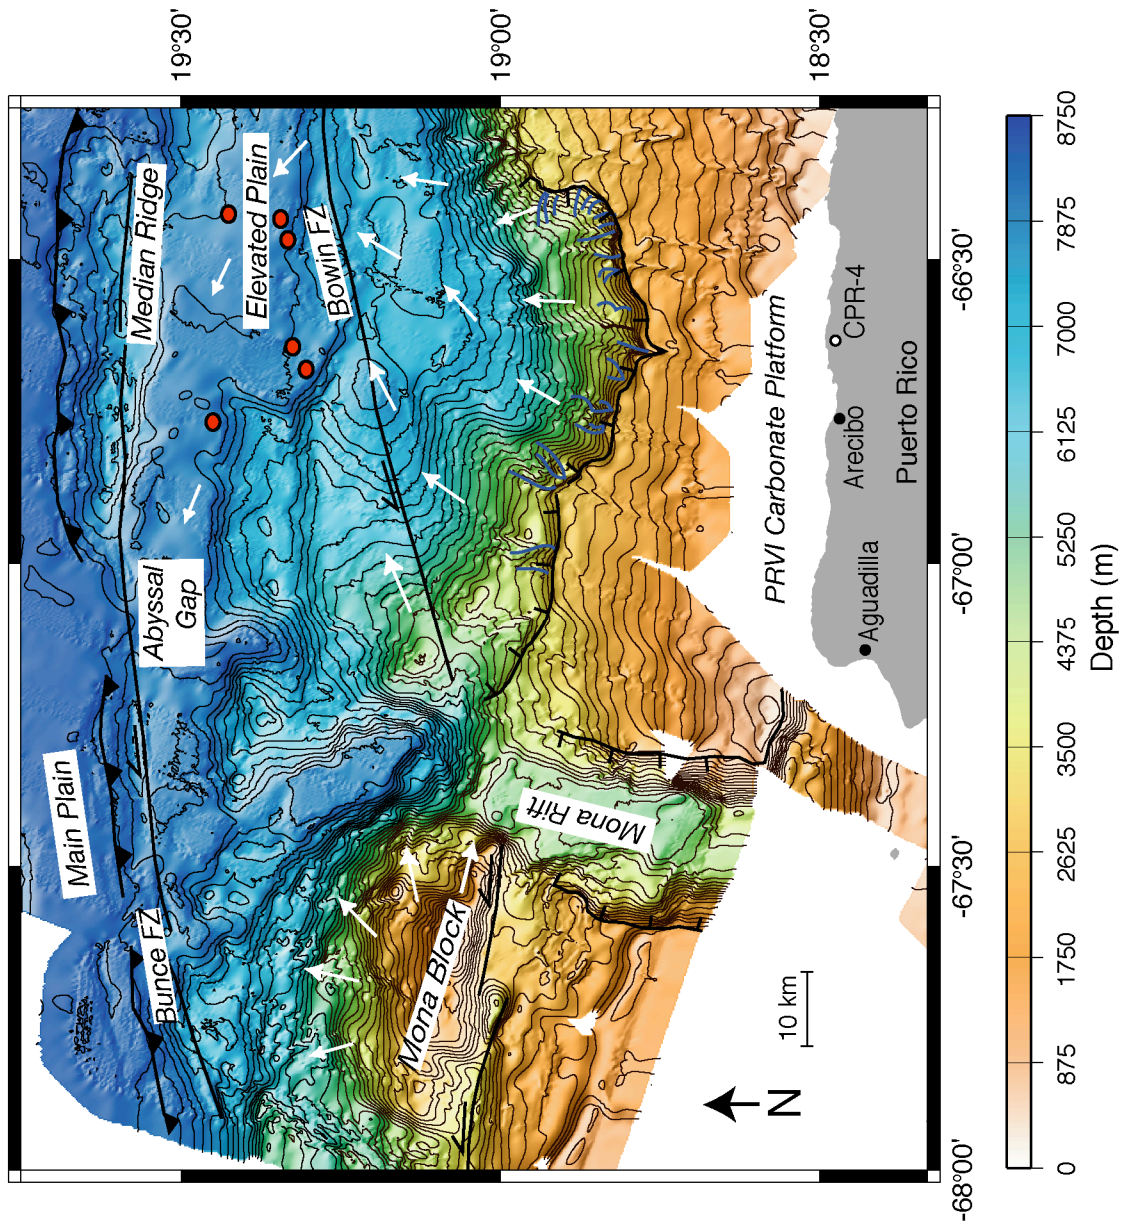 Main Plain
Bunce FZ
Abyssal
Gap
Median Ridge
Elevated Plain
Bowin FZ
Mona Block
Mona Rift
PRVI Carbonate Platform
Aguadilla
Arecibo
CPR-4
Puerto Rico
10 km
N
19°30'
19°00'
18°30'
-68°00'
-67°30'
-67°00'
-66°30'
0
875
1750
2625
3500
4375
5250
6125
7000
7875
8750
Depth (m)